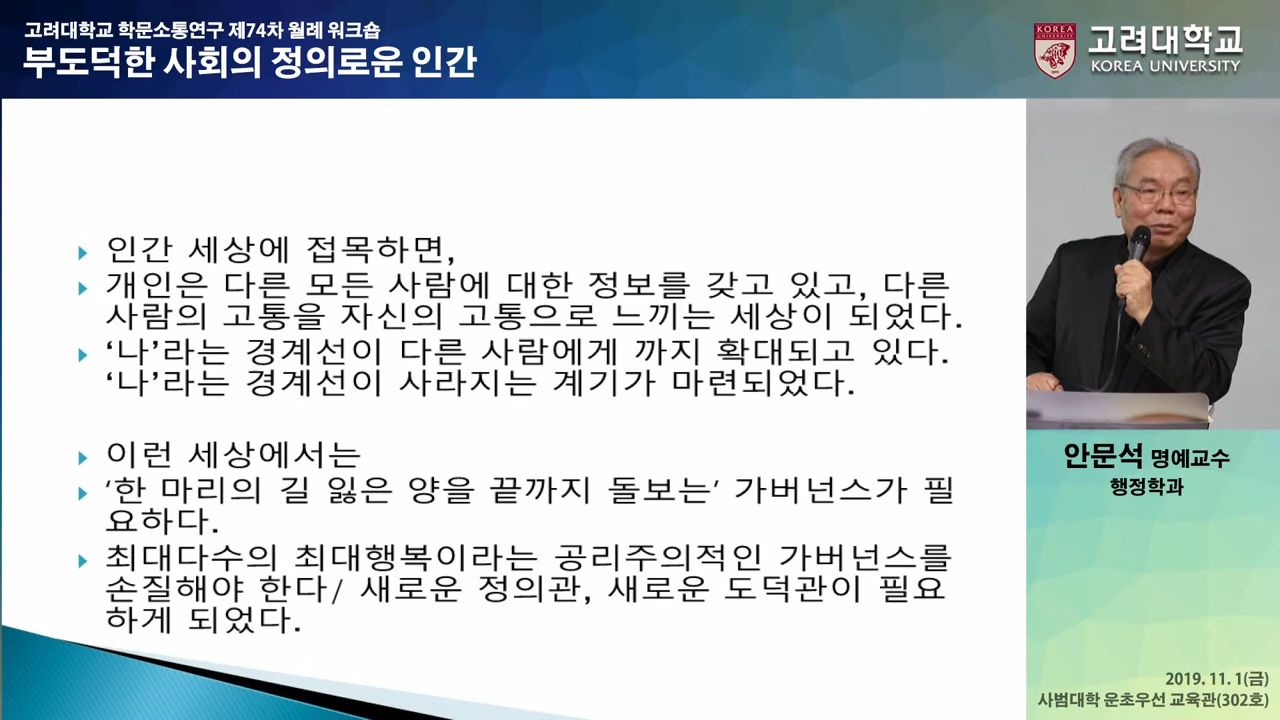 고려대학교 학문소통연구 제74차 월례 워크숍
부도덕한 사회의 정의로운 인간
KOREA
UNIVERSITY
1905
고려대학교
KOREA UNIVERSITY
인간 세상에 접목하면,
개인은 다른 모든 사람에 대한 정보를 갖고 있고, 다른
사람의 고통을 자신의 고통으로 느끼는 세상이 되었다.
‘나’라는 경계선이 다른 사람에게 까지 확대되고 있다.
‘나’라는 경계선이 사라지는 계기가 마련되었다.
이런 세상에서는
‘한 마리의 길 잃은 양을 끝까지 돌보는’ 가버넌스가 필
요하다.
최대다수의 최대행복이라는 공리주의적인 가버넌스를
손질해야 한다/ 새로운 정의관, 새로운 도덕관이 필요
하게 되었다.
안문석 명예교수
행정학과
2019. 11. 1(금)
사범대학 운초우선 교육관(302호)